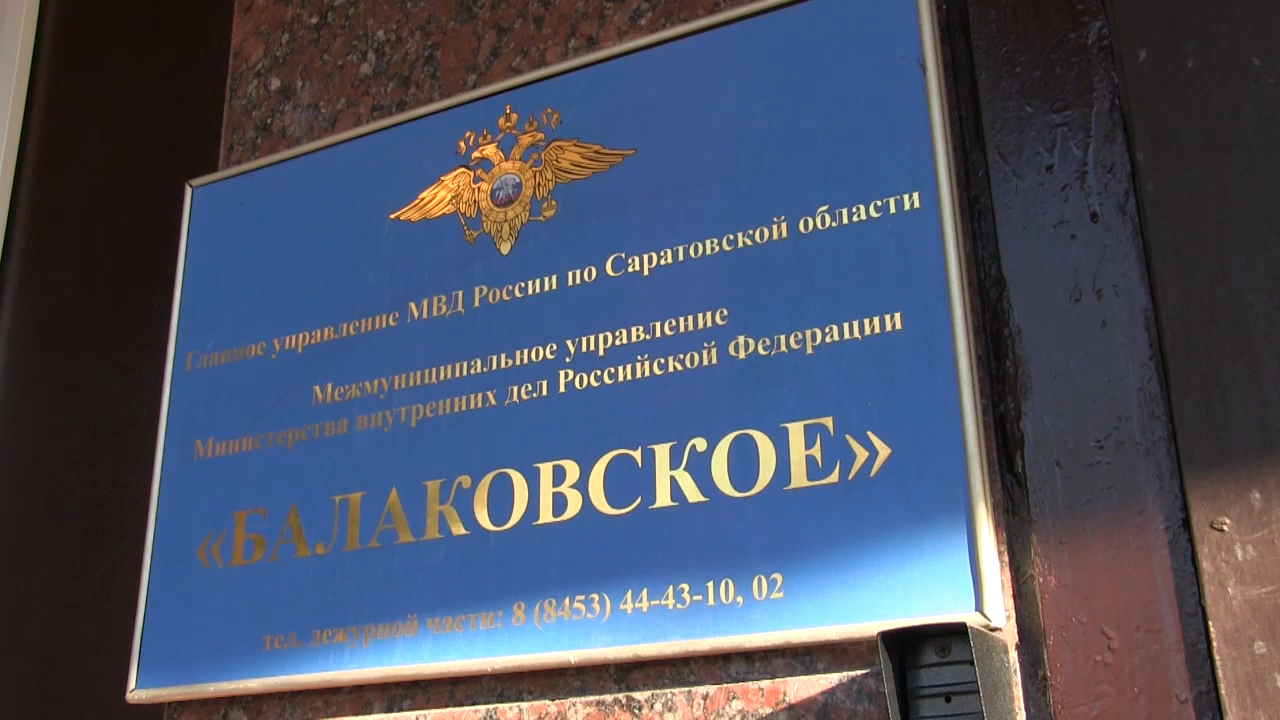 Главное управление МВД России по Саратовской области
Межмуниципальное управление
Министерства внутренних дел Российской Федерации
«БАЛАКОВСКОЕ»
тел. дежурной части: 8 (8453) 44-43-10, 02